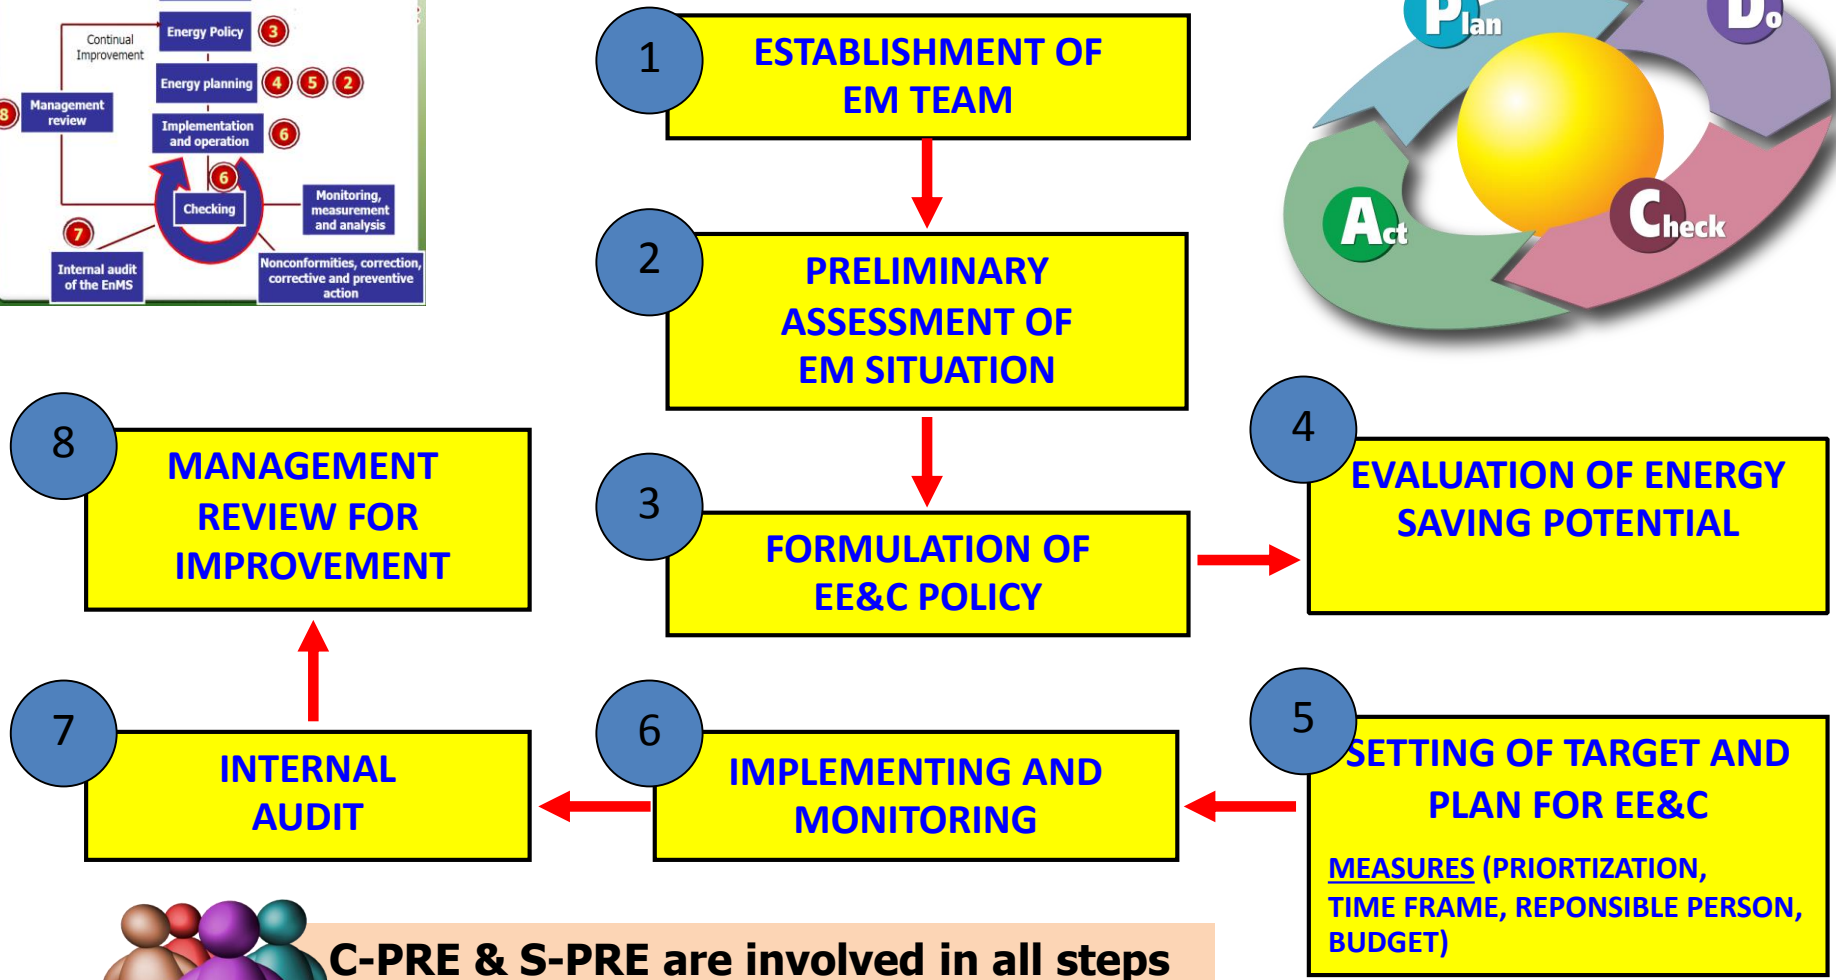 Continual
Improvement
Energy Policy
3
Energy planning
4 5 2
8
Management
review
Implementation
and operation
6
6
Checking
Monitoring,
measurement
and analysis
7
Internal audit
of the EnMS
Nonconformities, correction,
corrective and preventive
action
1
ESTABLISHMENT OF
EM TEAM
Plan
Do
Check
Act
2
PRELIMINARY
ASSESSMENT OF
EM SITUATION
3
FORMULATION OF
EE&C POLICY
4
EVALUATION OF ENERGY
SAVING POTENTIAL
5
SETTING OF TARGET AND
PLAN FOR EE&C
MEASURES (PRIORTIZATION,
TIME FRAME, REPONSIBLE PERSON,
BUDGET)
6
IMPLEMENTING AND
MONITORING
7
INTERNAL
AUDIT
8
MANAGEMENT
REVIEW FOR
IMPROVEMENT
C-PRE & S-PRE are involved in all steps